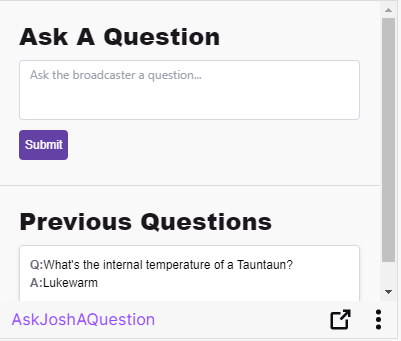 Ask A Question
Ask the broadcaster a question...
Submit
Previous Questions
Q:What's the internal temperature of a Tauntaun?
A:Lukewarm
AskJoshAQuestion